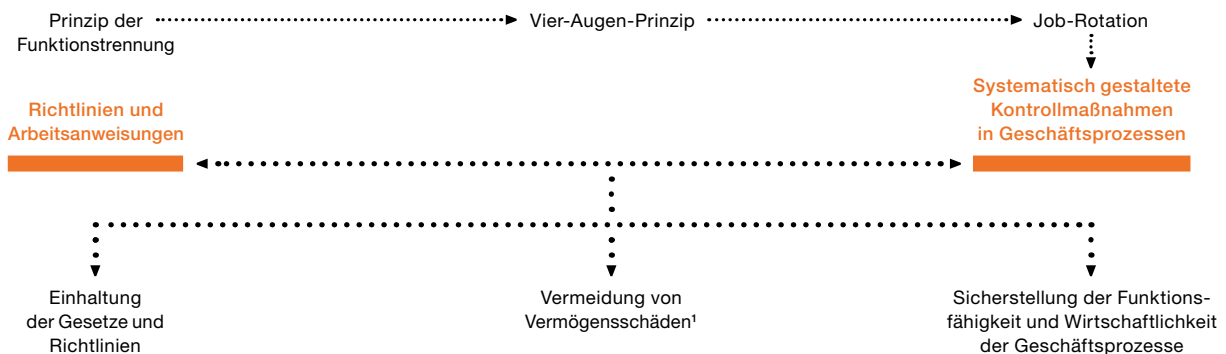 Prinzip der
Funktionstrennung
Vier-Augen-Prinzip
Job-Rotation
Richtlinien und
Arbeitsanweisungen
Systematisch gestaltete
Kontrollmaßnahmen
in Geschäftsprozessen
Einhaltung
der Gesetze und
Richtlinien
Vermeidung von
Vermögensschäden¹
Sicherstellung der Funktions-
fähigkeit und Wirtschaftlichkeit
der Geschäftsprozesse